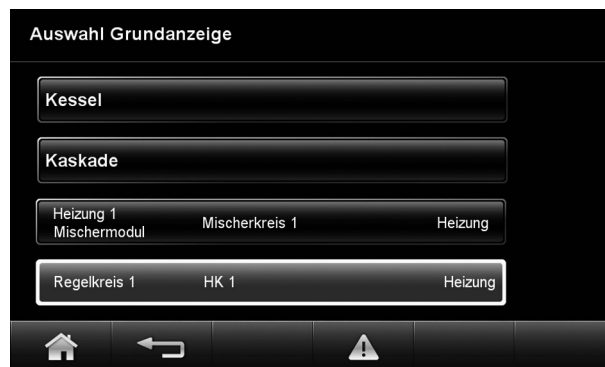 Auswahl Grundanzeige
Kessel
Kaskade
Heizung 1
Mischermodul Mischerkreis 1 Heizung
Regelkreis 1 HK 1 Heizung